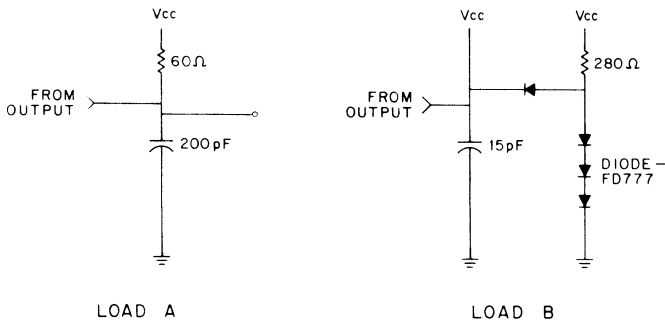 Vcc
60Ω
FROM
OUTPUT
200pF
LOAD A
Vcc
Vcc
280Ω
FROM
OUTPUT
15pF
DIODE-
FD777
LOAD B